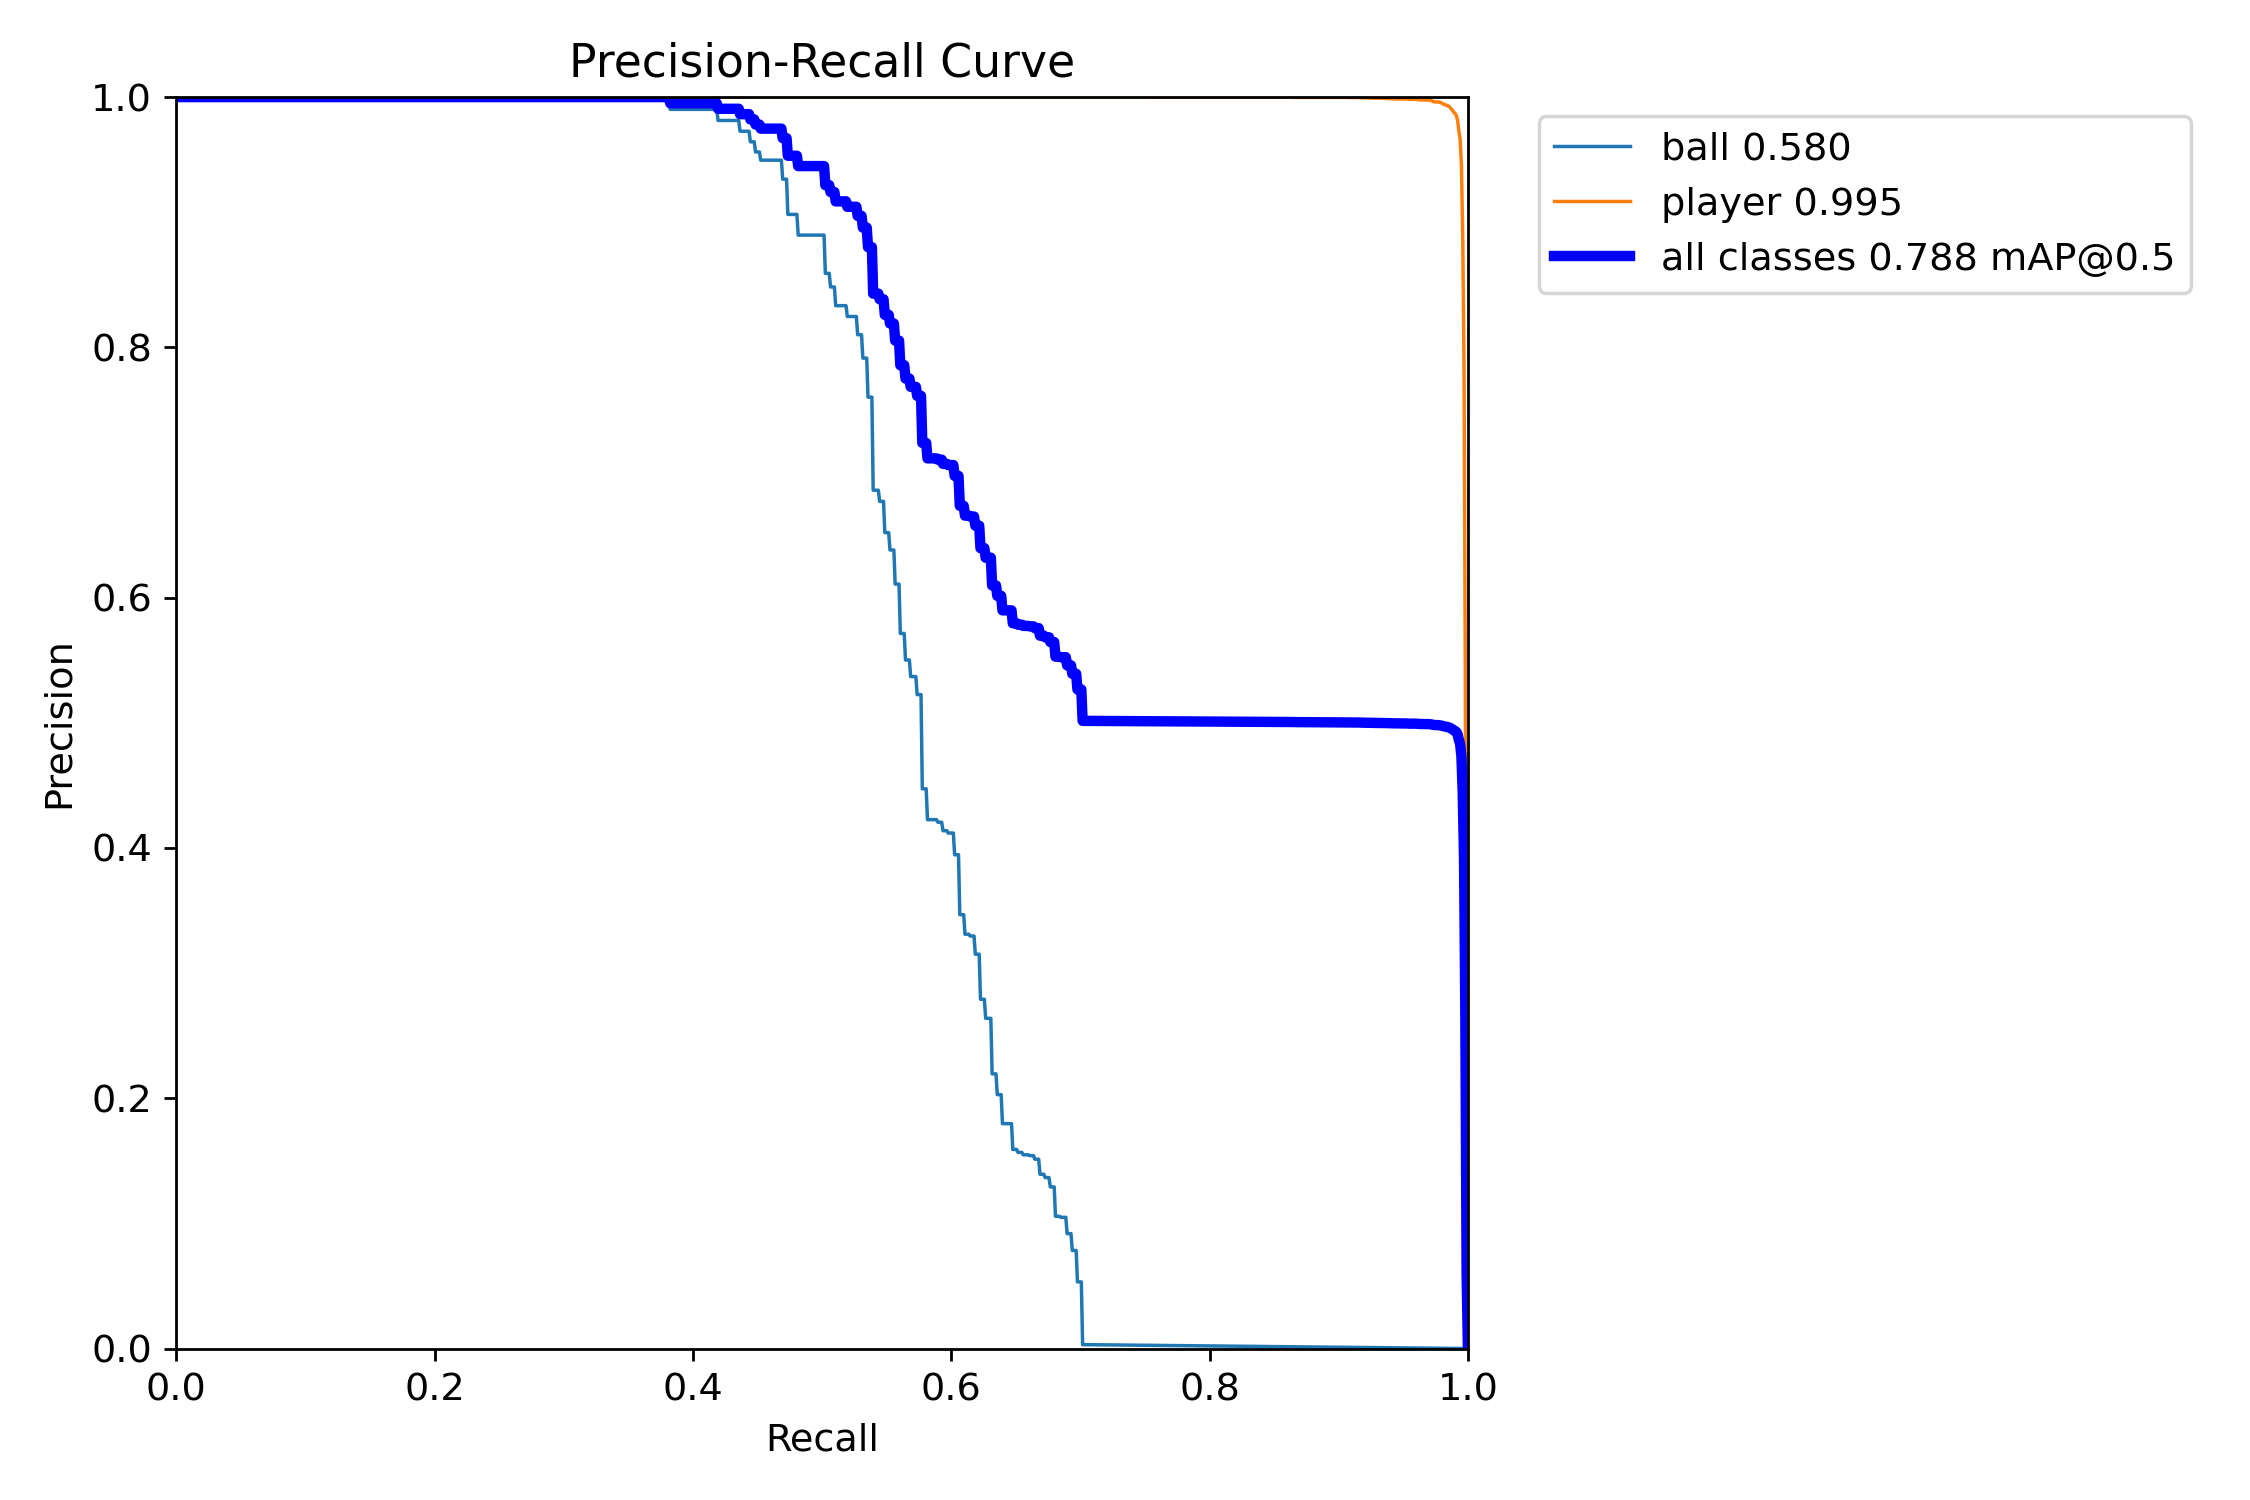 Precision-Recall Curve
1.0
0.8
0.6
0.4
0.2
0.0
Precision
0.0 0.2 0.4 0.6 0.8 1.0
Recall
ball 0.580
player 0.995
all classes 0.788 mAP@0.5